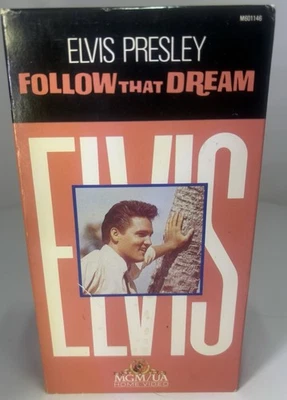 M601146
ELVIS PRESLEY
FOLLOW THAT DREAM
ELVIS
MGM/UA
HOME VIDEO